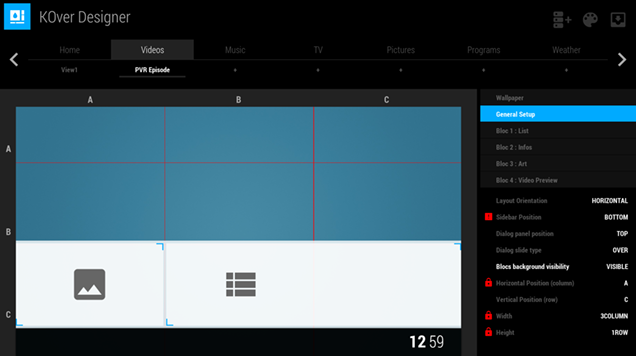 KOver Designer
Home Videos Music TV Pictures Programs Weather
View1 PVR Episode
A B C
A
B
C
12 59
Wallpaper
General Setup
Bloc 1 : List
Bloc 2 : Infos
Bloc 3 : Art
Bloc 4 : Video Preview
Layout Orientation HORIZONTAL
Sidebar Position BOTTOM
Dialog panel position TOP
Dialog slide type OVER
Blocs background visibility VISIBLE
Horizontal Position (column) A
Vertical Position (row) C
Width 3COLUMN
Height 1ROW